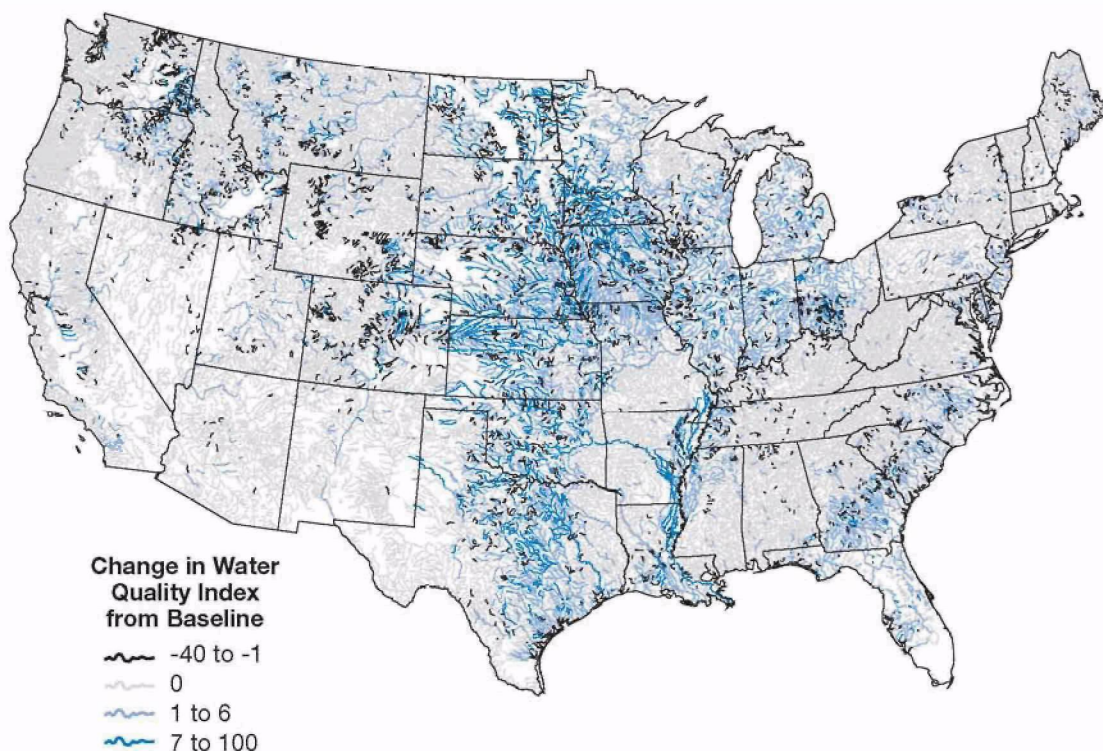 Change in Water
Quality Index
from Baseline
-40 to -1
0
1 to 6
7 to 100